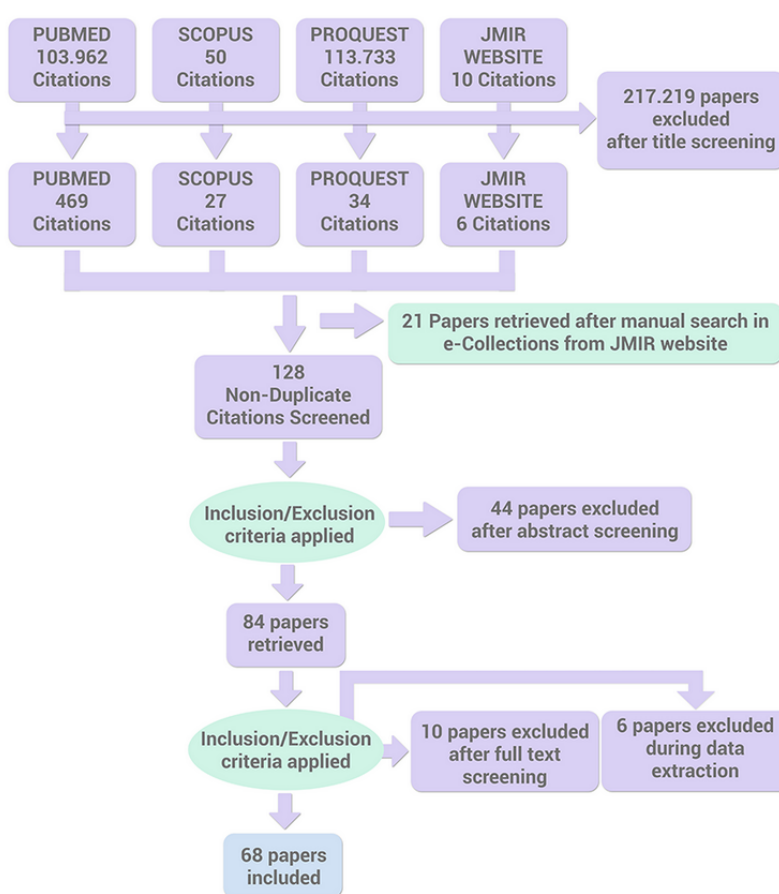 PUBMED
103.962
Citations
SCOPUS
50
Citations
PROQUEST
113.733
Citations
JMIR
WEBSITE
10 Citations
217.219 papers
excluded
after title screening
PUBMED
469
Citations
SCOPUS
27
Citations
PROQUEST
34
Citations
JMIR
WEBSITE
6 Citations
21 Papers retrieved after manual search in
e-Collections from JMIR website
128
Non-Duplicate
Citations Screened
Inclusion/Exclusion
criteria applied
44 papers excluded
after abstract screening
84 papers
retrieved
Inclusion/Exclusion
criteria applied
10 papers excluded
after full text
screening
6 papers excluded
during data
extraction
68 papers
included